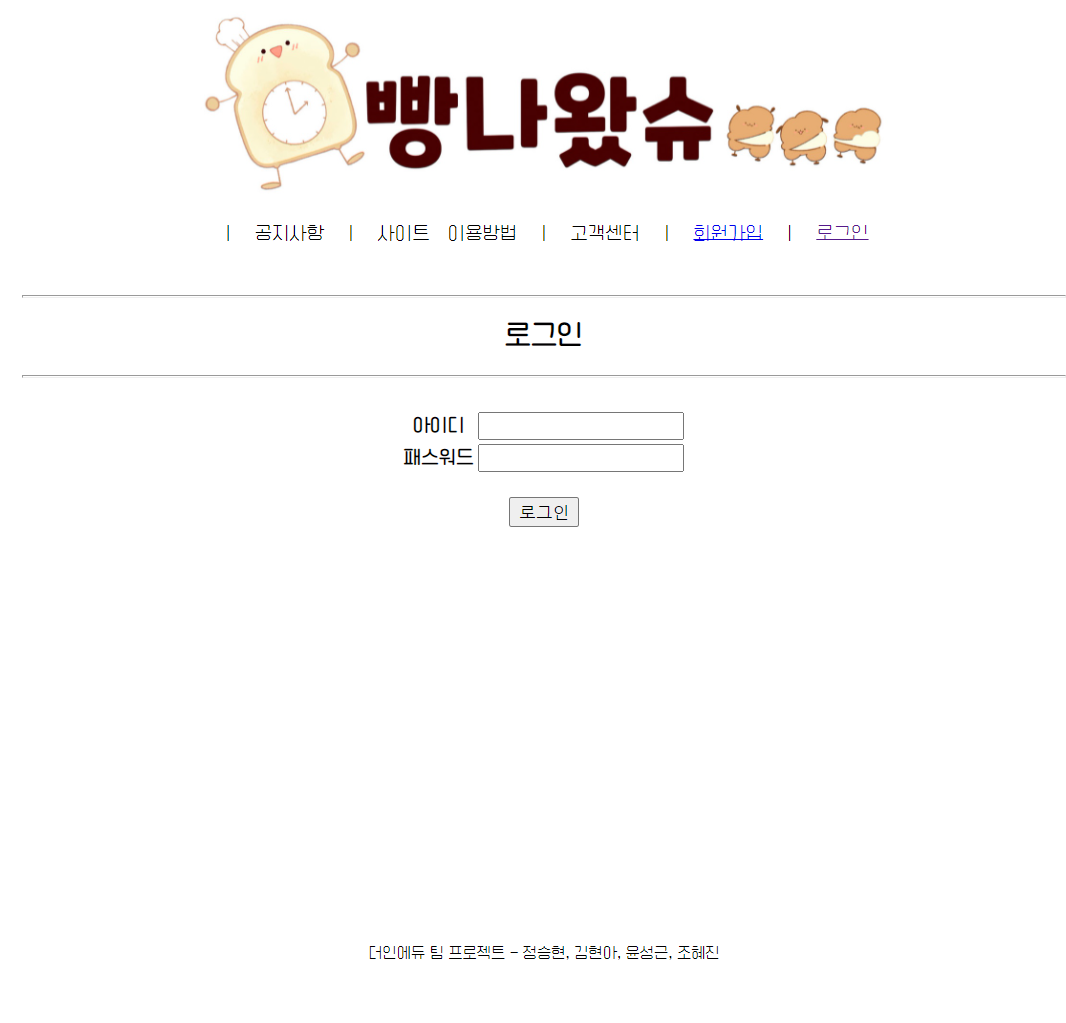 빵나왔슈
| 공지사항 | 사이트 이용방법 | 고객센터 | 회원가입 | 로그인
로그인
아이디
패스워드
로그인
더인에듀 팀 프로젝트 - 정승현, 김현아, 윤성근, 조혜진